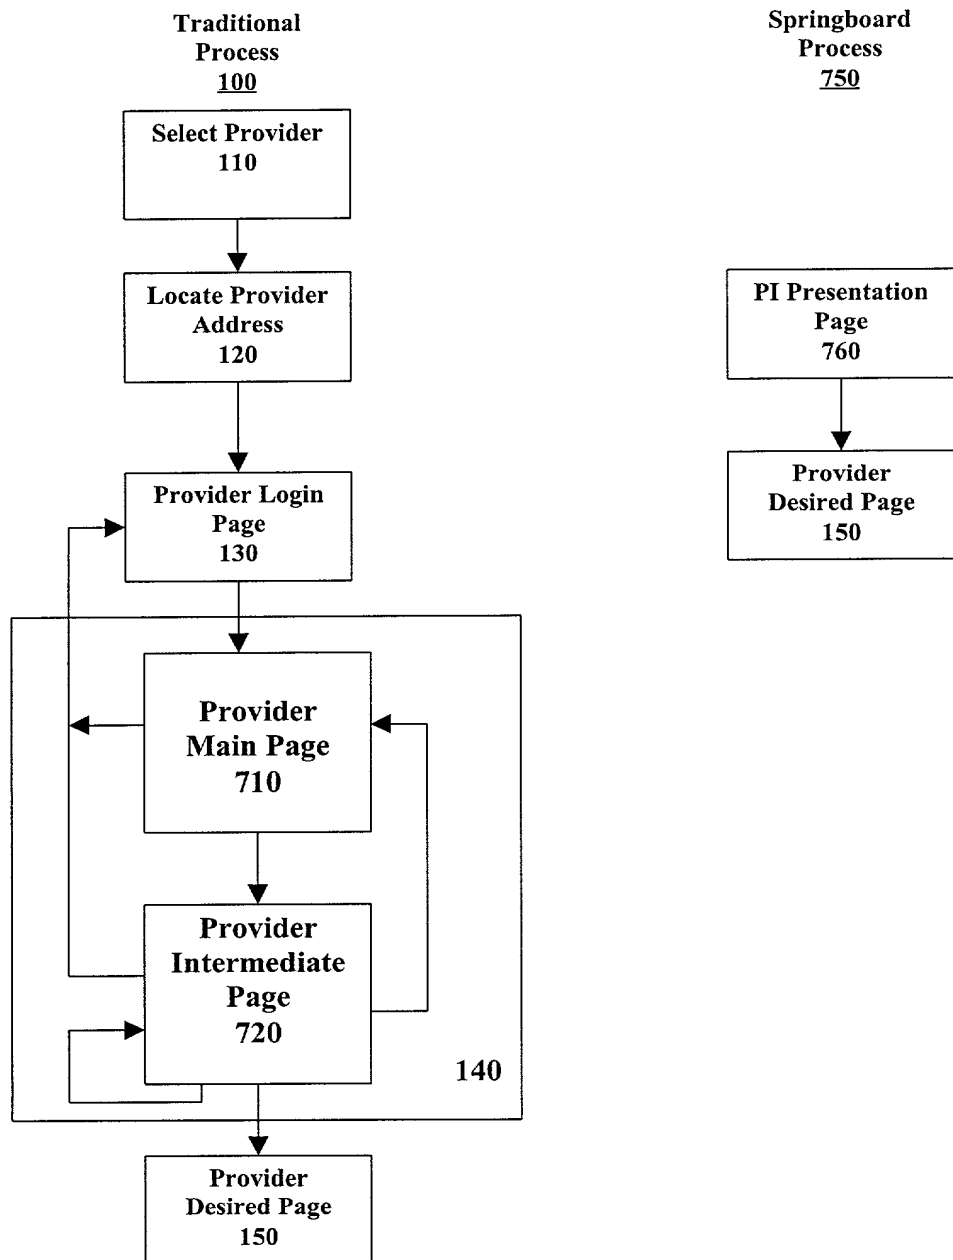 Traditional
Process
100
Select Provider
110
Locate Provider
Address
120
Provider Login
Page
130
Provider
Main Page
710
Provider
Intermediate
Page
720
140
Provider
Desired Page
150
Springboard
Process
750
PI Presentation
Page
760
Provider
Desired Page
150